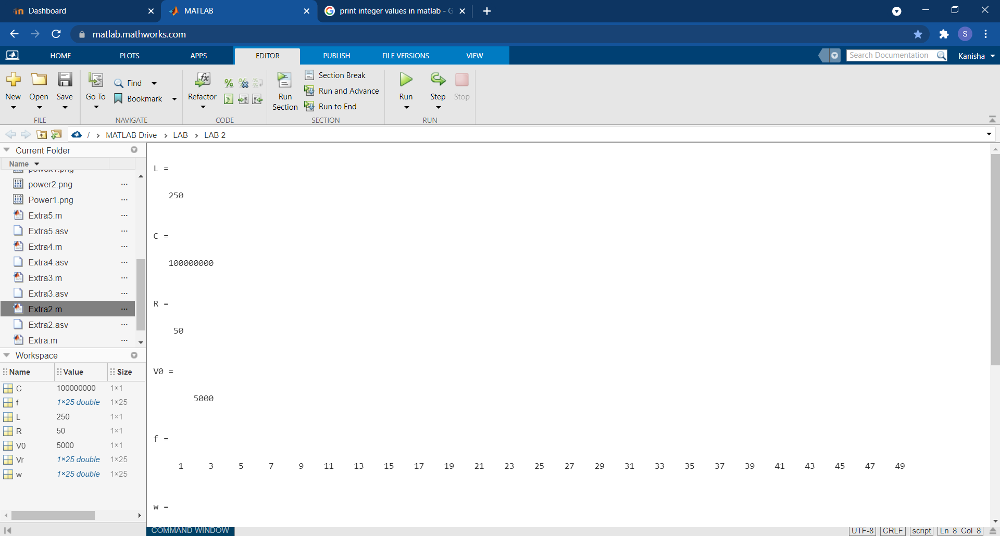 Dashboard
MATLAB
print integer values in matlab - G
matlab.mathworks.com
S
HOME
PLOTS
APPS
EDITOR
PUBLISH
FILE VERSIONS
VIEW
Search Documentation
Kanisha
New
Open
Save
FILE
Go To
Find
Bookmark
NAVIGATE
Refactor
CODE
Run
Section
Section Break
Run and Advance
Run to End
SECTION
Run
Step
Stop
RUN
/ > MATLAB Drive > LAB > LAB 2
Current Folder
Name
powex1.png
power2.png
Power1.png
Extra5.m
Extra5.asv
Extra4.m
Extra4.asv
Extra3.m
Extra3.asv
Extra2.m
Extra2.asv
Extra.m
Workspace
Name Value Size
C 100000000 1×1
f 1×25 double 1×25
L 250 1×1
R 50 1×1
V0 5000 1×1
Vr 1×25 double 1×25
w 1×25 double 1×25
L =
250
C =
100000000
R =
50
V0 =
5000
f =
1 3 5 7 9 11 13 15 17 19 21 23 25 27 29 31 33 35 37 39 41 43 45 47 49
w =
COMMAND WINDOW
UTF-8 CRLF script Ln 8 Col 8